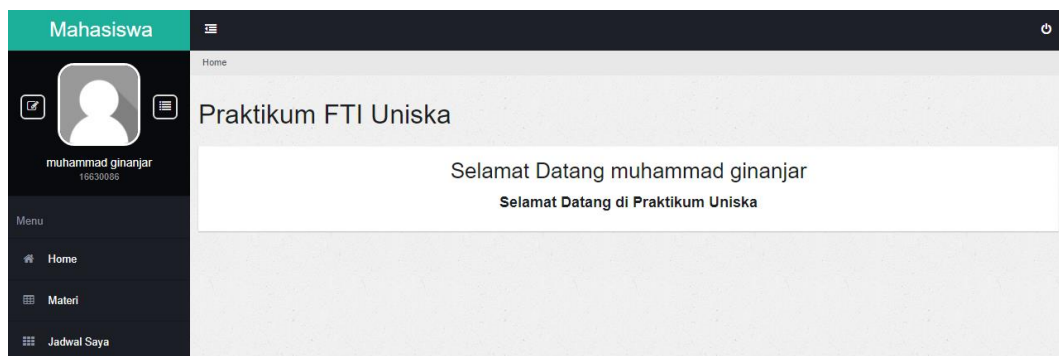 Mahasiswa
muhammad ginanjar
16630086
Menu
Home
Materi
Jadwal Saya
Home
Praktikum FTI Uniska
Selamat Datang muhammad ginanjar
Selamat Datang di Praktikum Uniska